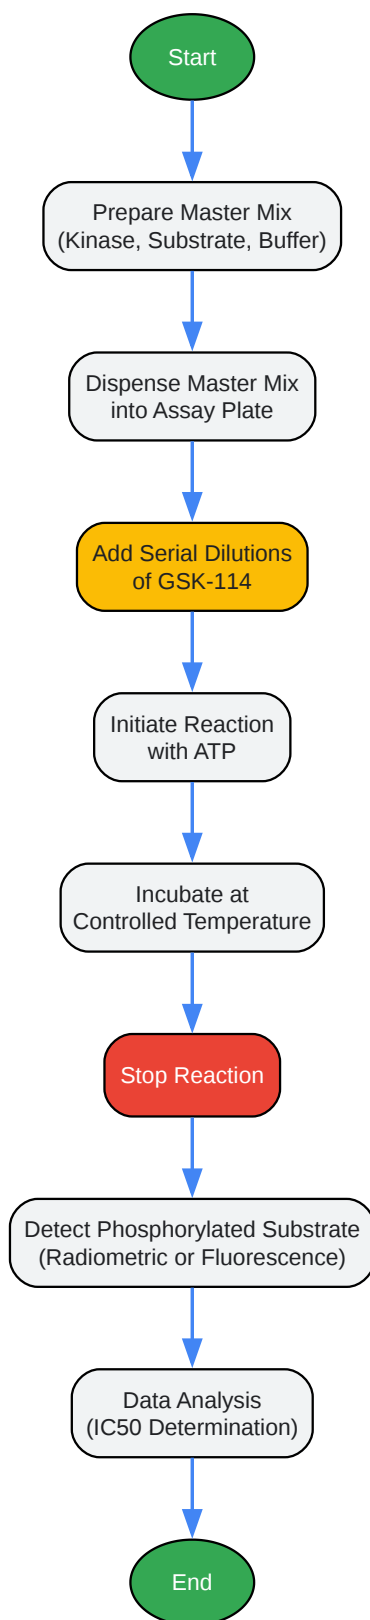 Start
Prepare Master Mix
(Kinase, Substrate, Buffer)
Dispense Master Mix
into Assay Plate
Add Serial Dilutions
of GSK-114
Initiate Reaction
with ATP
Incubate at
Controlled Temperature
Stop Reaction
Detect Phosphorylated Substrate
(Radiometric or Fluorescence)
Data Analysis
(IC50 Determination)
End